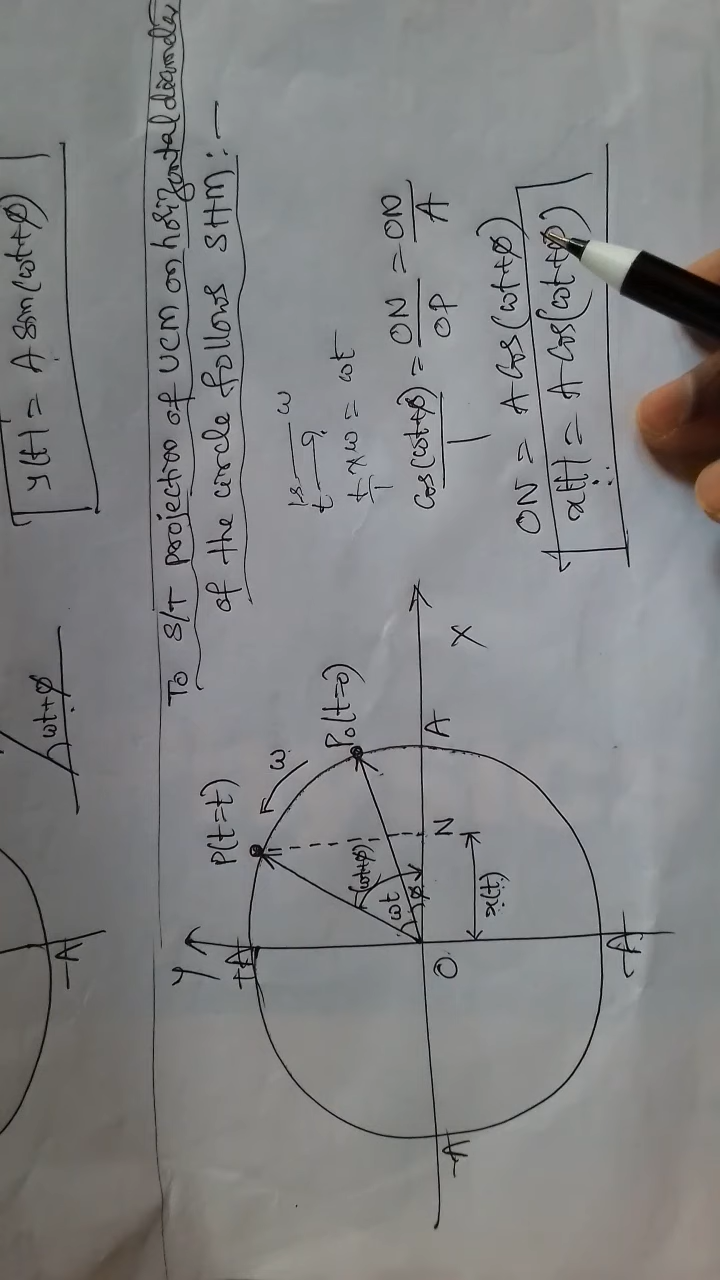 y(t) = A sin(ωt+φ)
ωt+φ
-A
To S/T projection of UCM on horizontal diameter
of the circle follows SHM:—
1s — ω
t — ?
t/1 × ω = ωt
cos(ωt+φ) = ON/OP = ON/A
ON = A cos(ωt+φ)
x(t) = A cos(ωt+φ)
Y
+A
P(t=t)
ω
P₀(t=0)
(ωt+φ)
ωt
φ
O
N
A
X
x(t)
-A
-A